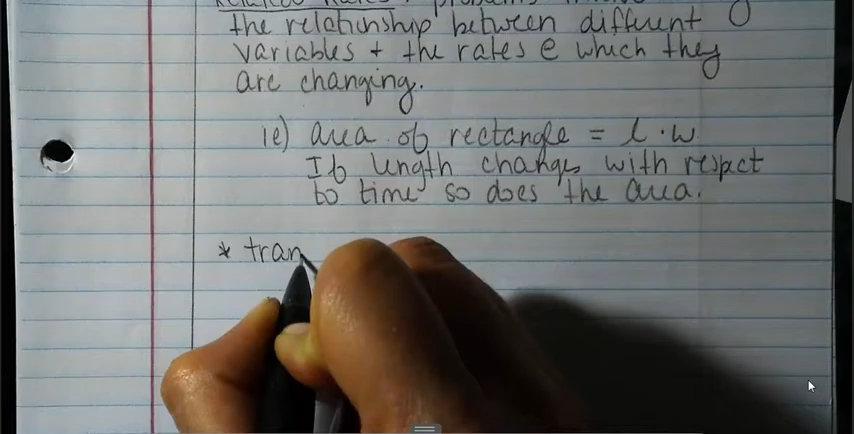 the relationship between different
variables + the rates e which they
are changing.
ie) area of rectangle = l · w
If length changes with respect
to time so does the area.
* tran